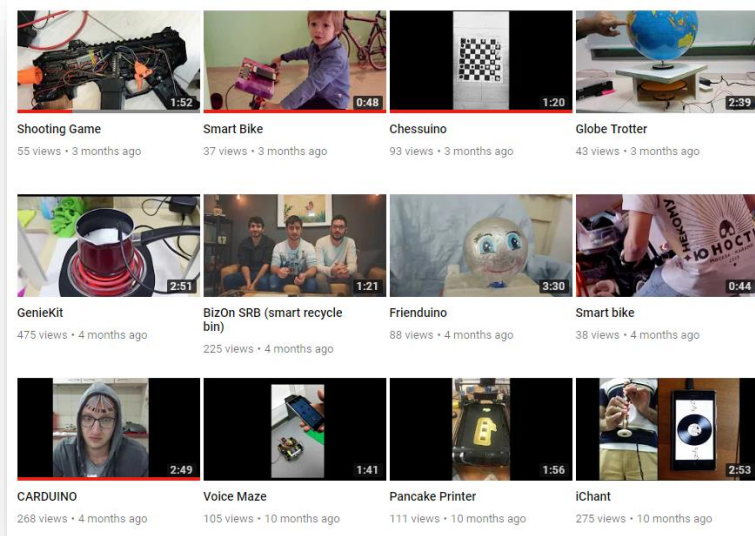 1:52
0:48
1:20
2:39
Shooting Game
Smart Bike
Chessuino
Globe Trotter
55 views • 3 months ago
37 views • 3 months ago
93 views • 3 months ago
43 views • 3 months ago
НЕКОМУ
ЮНОСТЬ
2:51
1:21
3:30
0:44
GenieKit
BizOn SRB (smart recycle
bin)
Frienduino
Smart bike
475 views • 4 months ago
225 views • 4 months ago
88 views • 4 months ago
38 views • 4 months ago
2:49
1:41
1:56
2:53
CARDUINO
Voice Maze
Pancake Printer
iChant
268 views • 4 months ago
105 views • 10 months ago
111 views • 10 months ago
275 views • 10 months ago